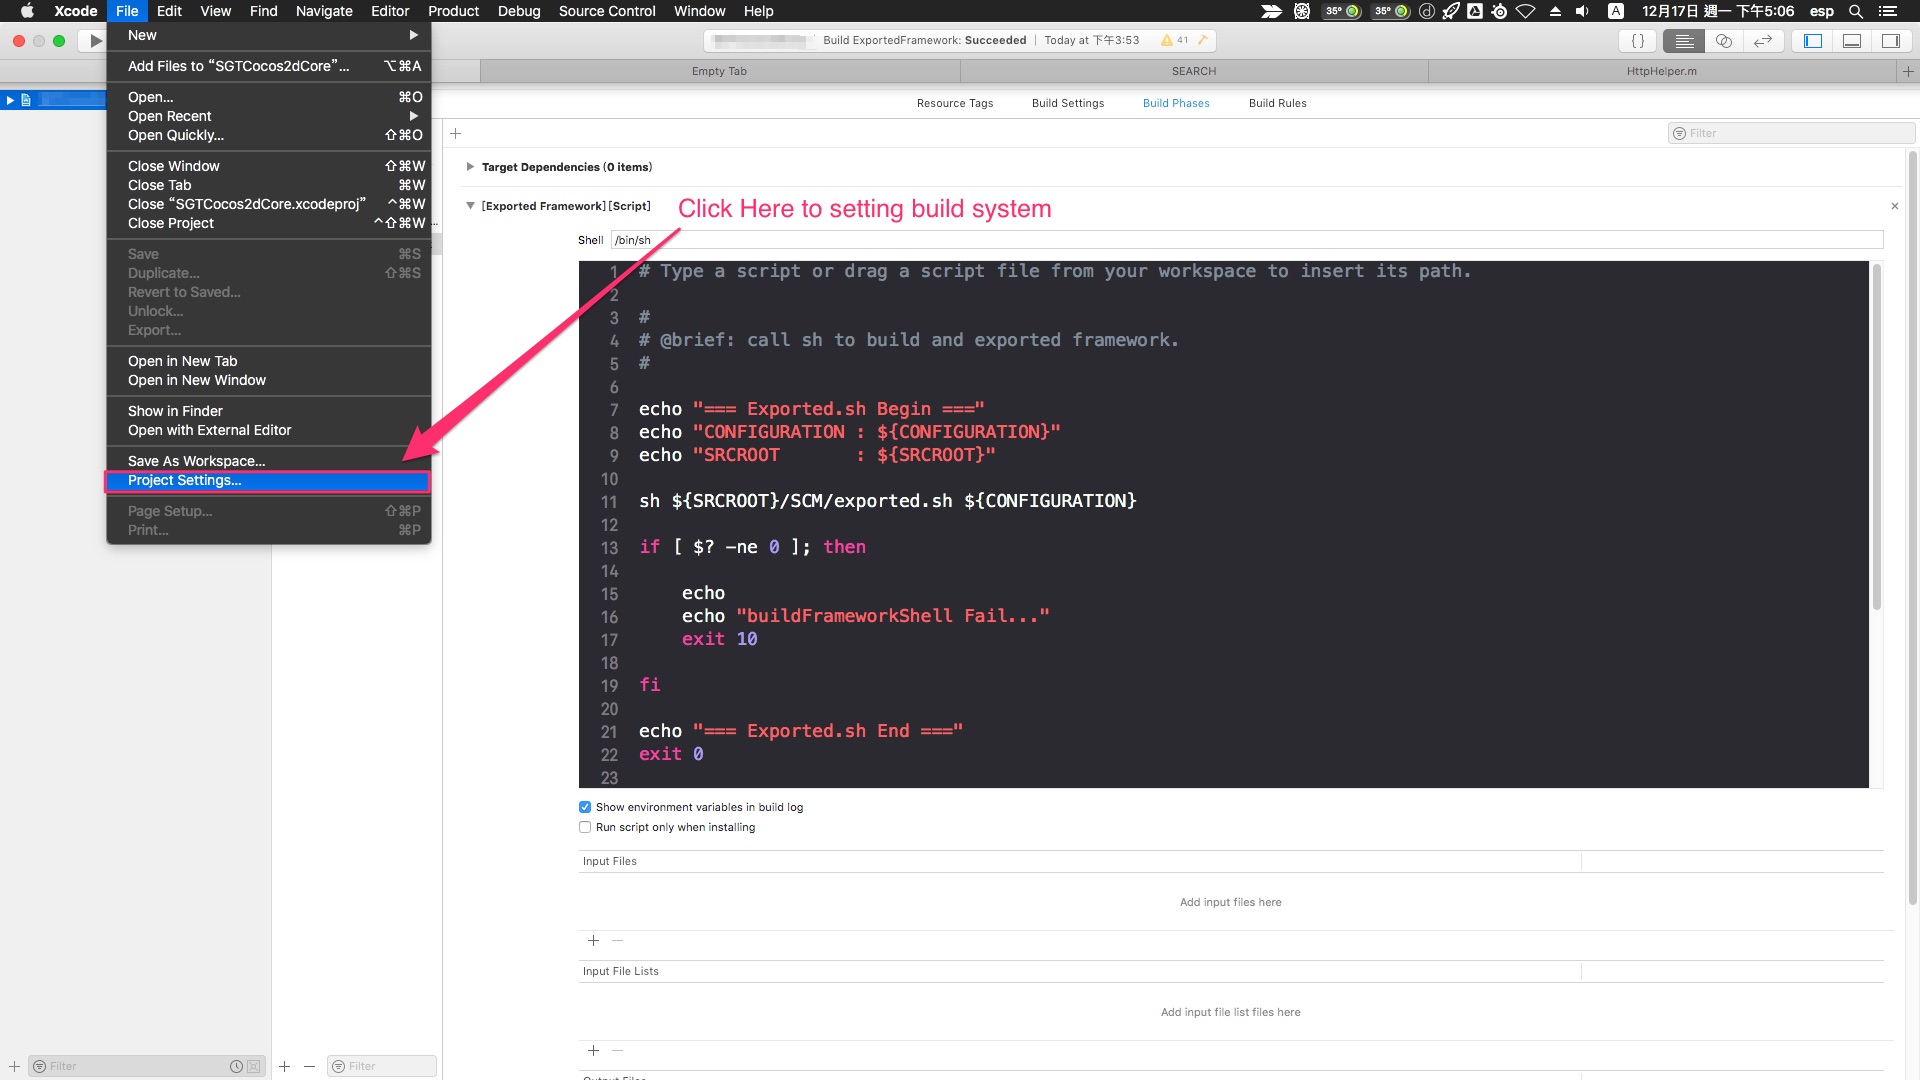 Xcode File Edit View Find Navigate Editor Product Debug Source Control Window Help 35° 35° A 12月17日 週一 下午5:06 esp
New
Add Files to “SGTCocos2dCore”... ⌥⌘A
Open... ⌘O
Open Recent
Open Quickly... ⇧⌘O
Close Window ⇧⌘W
Close Tab ⌘W
Close “SGTCocos2dCore.xcodeproj” ^⌘W
Close Project ^⇧⌘W
Save ⌘S
Duplicate... ⇧⌘S
Revert to Saved...
Unlock...
Export...
Open in New Tab
Open in New Window
Show in Finder
Open with External Editor
Save As Workspace...
Project Settings...
Page Setup... ⇧⌘P
Print... ⌘P
Build ExportedFramework: Succeeded | Today at 下午3:53 41
Empty Tab SEARCH HttpHelper.m
Resource Tags Build Settings Build Phases Build Rules
Filter
Target Dependencies (0 items)
[Exported Framework][Script]
Click Here to setting build system
Shell /bin/sh
1 # Type a script or drag a script file from your workspace to insert its path.
2
3 #
4 # @brief: call sh to build and exported framework.
5 #
6
7 echo "=== Exported.sh Begin ==="
8 echo "CONFIGURATION : ${CONFIGURATION}"
9 echo "SRCROOT       : ${SRCROOT}"
10
11 sh ${SRCROOT}/SCM/exported.sh ${CONFIGURATION}
12
13 if [ $? -ne 0 ]; then
14
15     echo
16     echo "buildFrameworkShell Fail..."
17     exit 10
18
19 fi
20
21 echo "=== Exported.sh End ==="
22 exit 0
23
Show environment variables in build log
Run script only when installing
Input Files
Add input files here
Input File Lists
Add input file list files here
Filter Filter